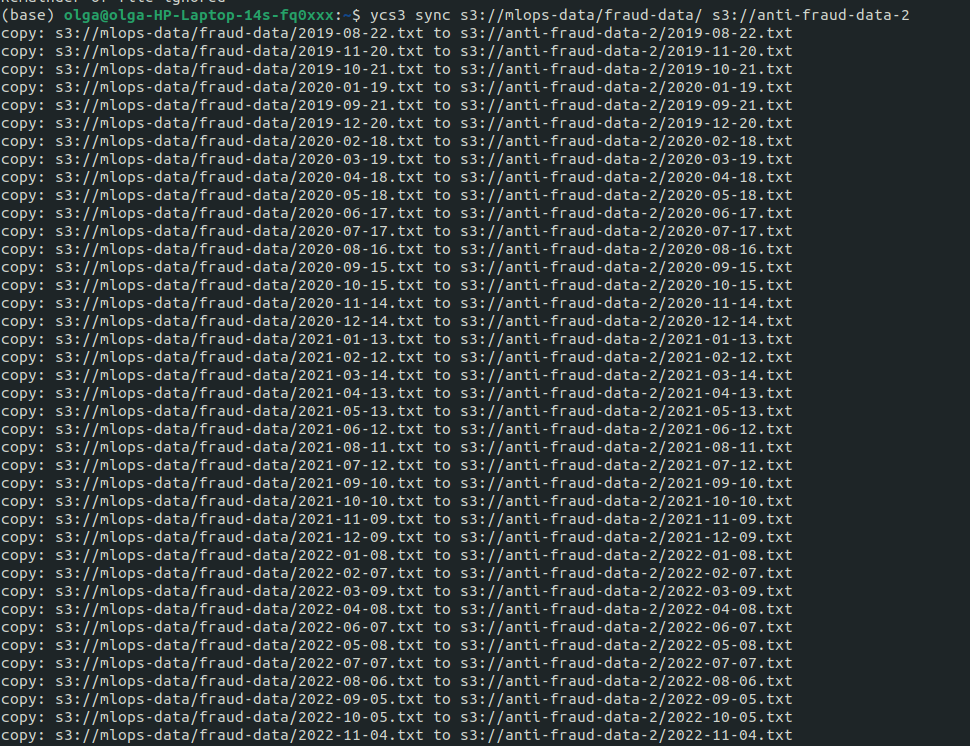 Remainder of file ignored
(base) olga@olga-HP-Laptop-14s-fq0xxx:~$ ycs3 sync s3://mlops-data/fraud-data/ s3://anti-fraud-data-2
copy: s3://mlops-data/fraud-data/2019-08-22.txt to s3://anti-fraud-data-2/2019-08-22.txt
copy: s3://mlops-data/fraud-data/2019-11-20.txt to s3://anti-fraud-data-2/2019-11-20.txt
copy: s3://mlops-data/fraud-data/2019-10-21.txt to s3://anti-fraud-data-2/2019-10-21.txt
copy: s3://mlops-data/fraud-data/2020-01-19.txt to s3://anti-fraud-data-2/2020-01-19.txt
copy: s3://mlops-data/fraud-data/2019-09-21.txt to s3://anti-fraud-data-2/2019-09-21.txt
copy: s3://mlops-data/fraud-data/2019-12-20.txt to s3://anti-fraud-data-2/2019-12-20.txt
copy: s3://mlops-data/fraud-data/2020-02-18.txt to s3://anti-fraud-data-2/2020-02-18.txt
copy: s3://mlops-data/fraud-data/2020-03-19.txt to s3://anti-fraud-data-2/2020-03-19.txt
copy: s3://mlops-data/fraud-data/2020-04-18.txt to s3://anti-fraud-data-2/2020-04-18.txt
copy: s3://mlops-data/fraud-data/2020-05-18.txt to s3://anti-fraud-data-2/2020-05-18.txt
copy: s3://mlops-data/fraud-data/2020-06-17.txt to s3://anti-fraud-data-2/2020-06-17.txt
copy: s3://mlops-data/fraud-data/2020-07-17.txt to s3://anti-fraud-data-2/2020-07-17.txt
copy: s3://mlops-data/fraud-data/2020-08-16.txt to s3://anti-fraud-data-2/2020-08-16.txt
copy: s3://mlops-data/fraud-data/2020-09-15.txt to s3://anti-fraud-data-2/2020-09-15.txt
copy: s3://mlops-data/fraud-data/2020-10-15.txt to s3://anti-fraud-data-2/2020-10-15.txt
copy: s3://mlops-data/fraud-data/2020-11-14.txt to s3://anti-fraud-data-2/2020-11-14.txt
copy: s3://mlops-data/fraud-data/2020-12-14.txt to s3://anti-fraud-data-2/2020-12-14.txt
copy: s3://mlops-data/fraud-data/2021-01-13.txt to s3://anti-fraud-data-2/2021-01-13.txt
copy: s3://mlops-data/fraud-data/2021-02-12.txt to s3://anti-fraud-data-2/2021-02-12.txt
copy: s3://mlops-data/fraud-data/2021-03-14.txt to s3://anti-fraud-data-2/2021-03-14.txt
copy: s3://mlops-data/fraud-data/2021-04-13.txt to s3://anti-fraud-data-2/2021-04-13.txt
copy: s3://mlops-data/fraud-data/2021-05-13.txt to s3://anti-fraud-data-2/2021-05-13.txt
copy: s3://mlops-data/fraud-data/2021-06-12.txt to s3://anti-fraud-data-2/2021-06-12.txt
copy: s3://mlops-data/fraud-data/2021-08-11.txt to s3://anti-fraud-data-2/2021-08-11.txt
copy: s3://mlops-data/fraud-data/2021-07-12.txt to s3://anti-fraud-data-2/2021-07-12.txt
copy: s3://mlops-data/fraud-data/2021-09-10.txt to s3://anti-fraud-data-2/2021-09-10.txt
copy: s3://mlops-data/fraud-data/2021-10-10.txt to s3://anti-fraud-data-2/2021-10-10.txt
copy: s3://mlops-data/fraud-data/2021-11-09.txt to s3://anti-fraud-data-2/2021-11-09.txt
copy: s3://mlops-data/fraud-data/2021-12-09.txt to s3://anti-fraud-data-2/2021-12-09.txt
copy: s3://mlops-data/fraud-data/2022-01-08.txt to s3://anti-fraud-data-2/2022-01-08.txt
copy: s3://mlops-data/fraud-data/2022-02-07.txt to s3://anti-fraud-data-2/2022-02-07.txt
copy: s3://mlops-data/fraud-data/2022-03-09.txt to s3://anti-fraud-data-2/2022-03-09.txt
copy: s3://mlops-data/fraud-data/2022-04-08.txt to s3://anti-fraud-data-2/2022-04-08.txt
copy: s3://mlops-data/fraud-data/2022-06-07.txt to s3://anti-fraud-data-2/2022-06-07.txt
copy: s3://mlops-data/fraud-data/2022-05-08.txt to s3://anti-fraud-data-2/2022-05-08.txt
copy: s3://mlops-data/fraud-data/2022-07-07.txt to s3://anti-fraud-data-2/2022-07-07.txt
copy: s3://mlops-data/fraud-data/2022-08-06.txt to s3://anti-fraud-data-2/2022-08-06.txt
copy: s3://mlops-data/fraud-data/2022-09-05.txt to s3://anti-fraud-data-2/2022-09-05.txt
copy: s3://mlops-data/fraud-data/2022-10-05.txt to s3://anti-fraud-data-2/2022-10-05.txt
copy: s3://mlops-data/fraud-data/2022-11-04.txt to s3://anti-fraud-data-2/2022-11-04.txt